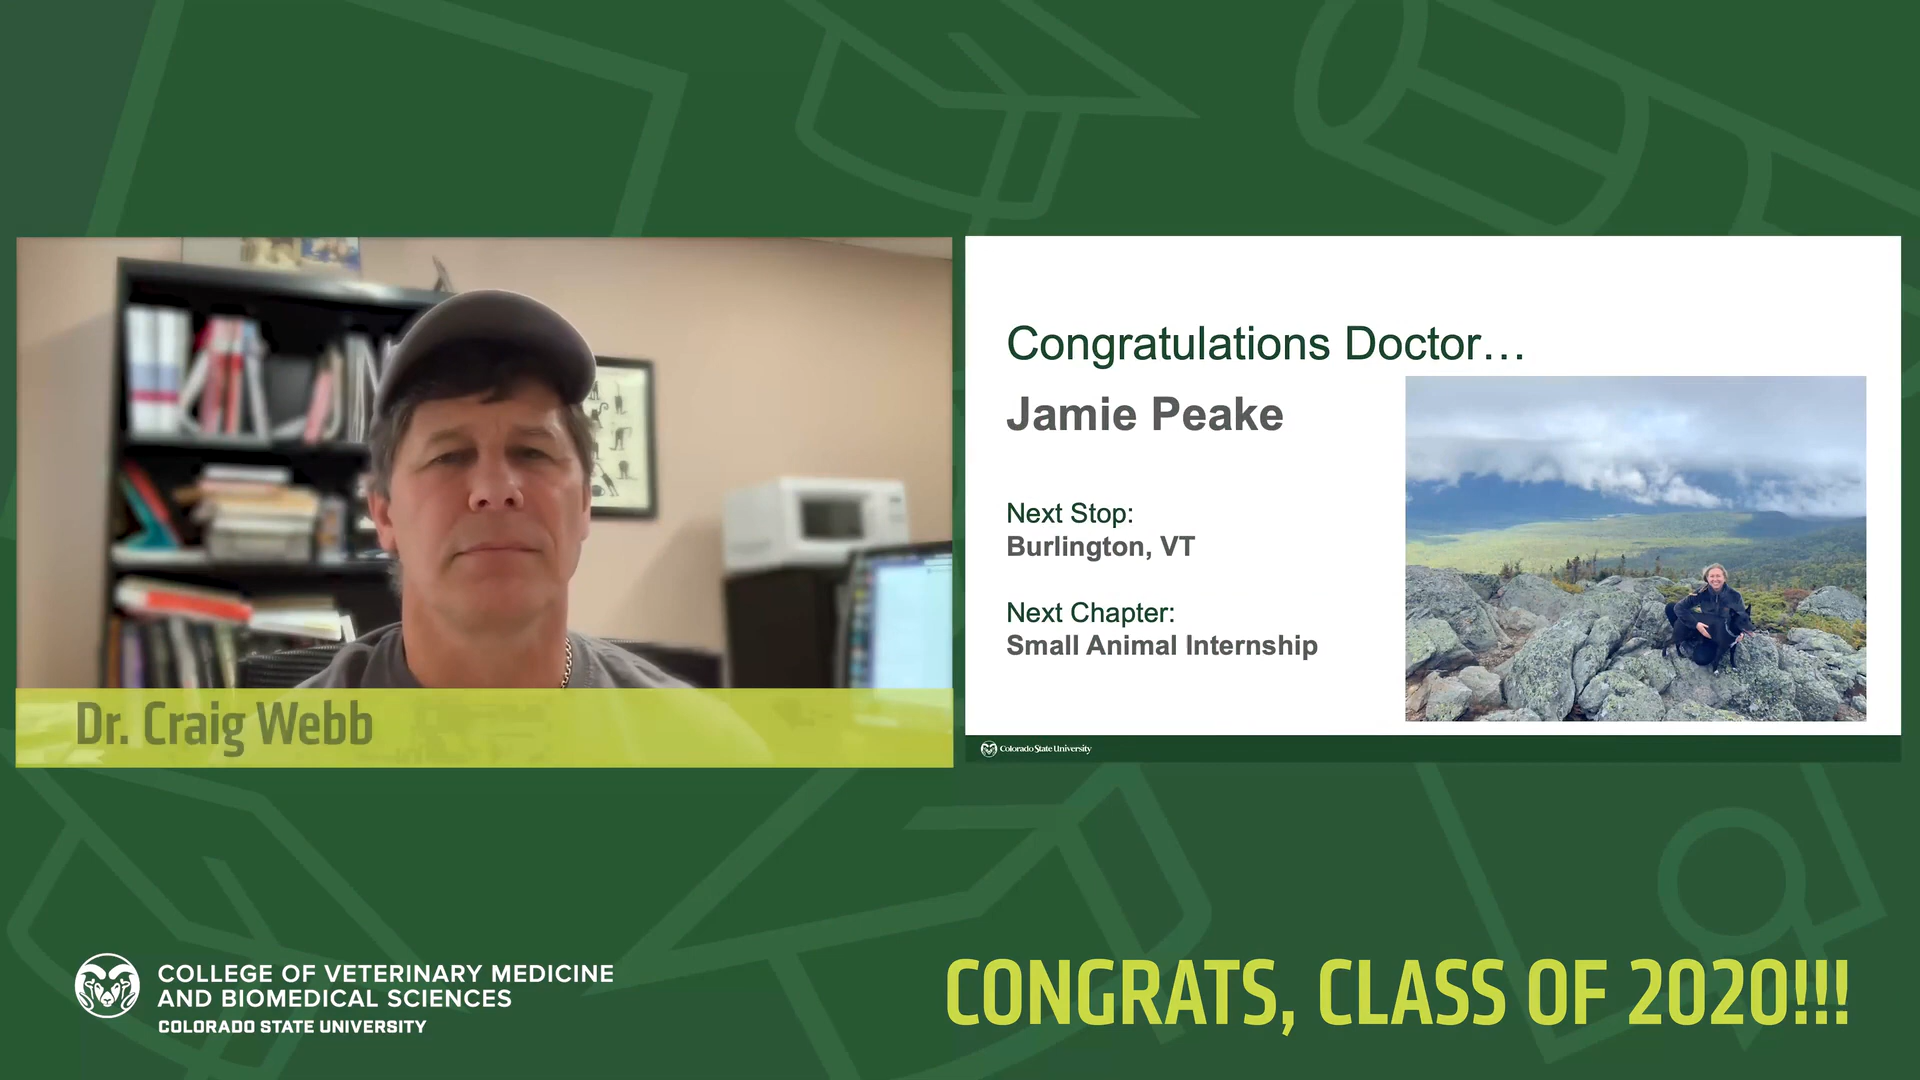 Congratulations Doctor…
Jamie Peake
Next Stop:
Burlington, VT
Next Chapter:
Small Animal Internship
Colorado State University
Dr. Craig Webb
COLLEGE OF VETERINARY MEDICINE
AND BIOMEDICAL SCIENCES
COLORADO STATE UNIVERSITY
CONGRATS, CLASS OF 2020!!!